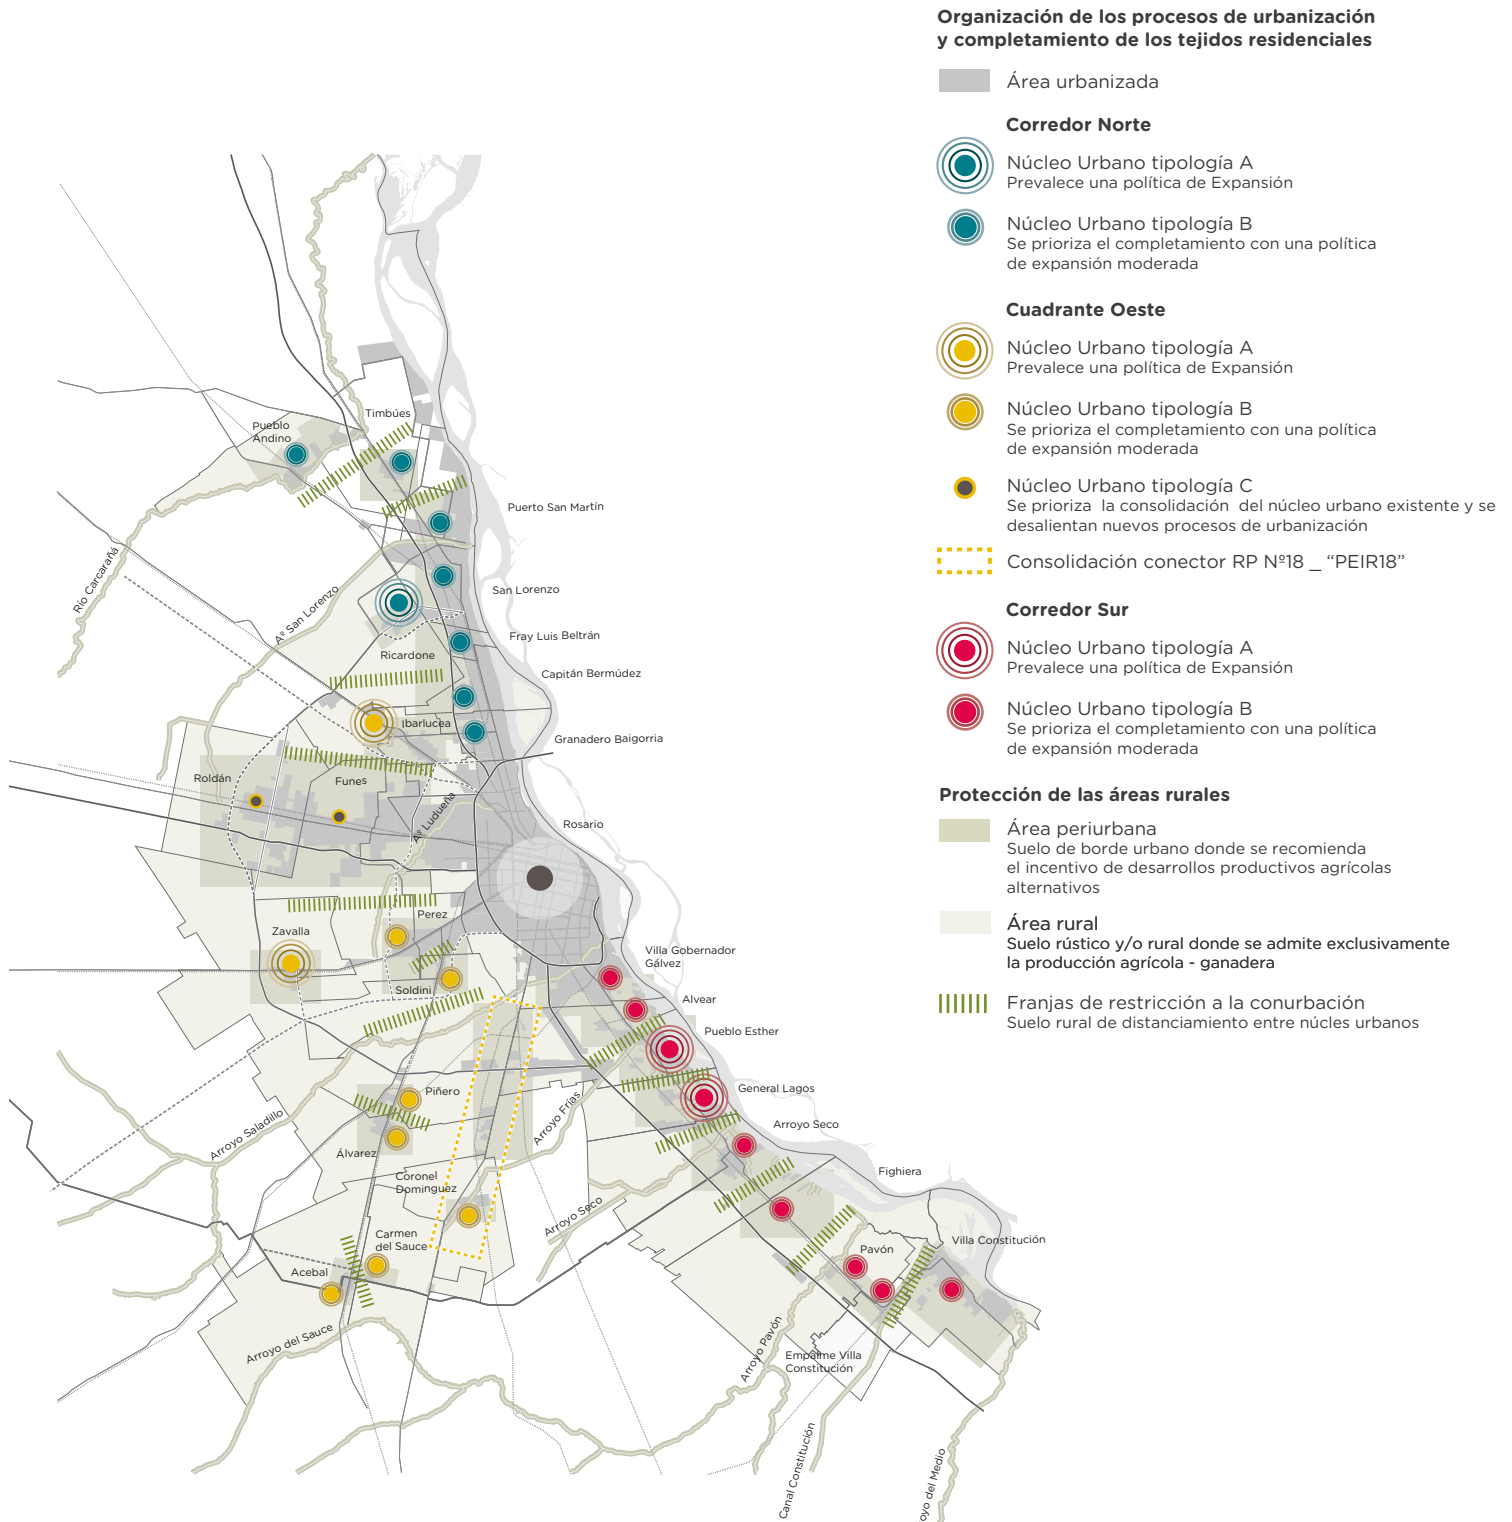 Organización de los procesos de urbanización
y completamiento de los tejidos residenciales
Área urbanizada
Corredor Norte
Núcleo Urbano tipología A
Prevalece una política de Expansión
Núcleo Urbano tipología B
Se prioriza el completamiento con una política
de expansión moderada
Cuadrante Oeste
Núcleo Urbano tipología A
Prevalece una política de Expansión
Núcleo Urbano tipología B
Se prioriza el completamiento con una política
de expansión moderada
Núcleo Urbano tipología C
Se prioriza la consolidación del núcleo urbano existente y se
desalientan nuevos procesos de urbanización
Consolidación conector RP Nº18 _ “PEIR18”
Corredor Sur
Núcleo Urbano tipología A
Prevalece una política de Expansión
Núcleo Urbano tipología B
Se prioriza el completamiento con una política
de expansión moderada
Protección de las áreas rurales
Área periurbana
Suelo de borde urbano donde se recomienda
el incentivo de desarrollos productivos agrícolas
alternativos
Área rural
Suelo rústico y/o rural donde se admite exclusivamente
la producción agrícola - ganadera
Franjas de restricción a la conurbación
Suelo rural de distanciamiento entre núcles urbanos
Timbúes
Pueblo
Andino
Puerto San Martín
Río Carcarañá
San Lorenzo
Aº San Lorenzo
Fray Luis Beltrán
Ricardone
Capitán Bermúdez
Ibarlucea
Granadero Baigorria
Roldán
Funes
Aº Ludueña
Rosario
Perez
Zavalla
Villa Gobernador
Gálvez
Soldini
Alvear
Pueblo Esther
Piñero
General Lagos
Arroyo Saladillo
Arroyo Frías
Arroyo Seco
Álvarez
Coronel
Dominguez
Fighiera
Arroyo Seco
Carmen
del Sauce
Villa Constitución
Pavón
Acebal
Arroyo del Sauce
Arroyo Pavón
Empalme Villa
Constitución
Canal Constitución
oyo del Medio